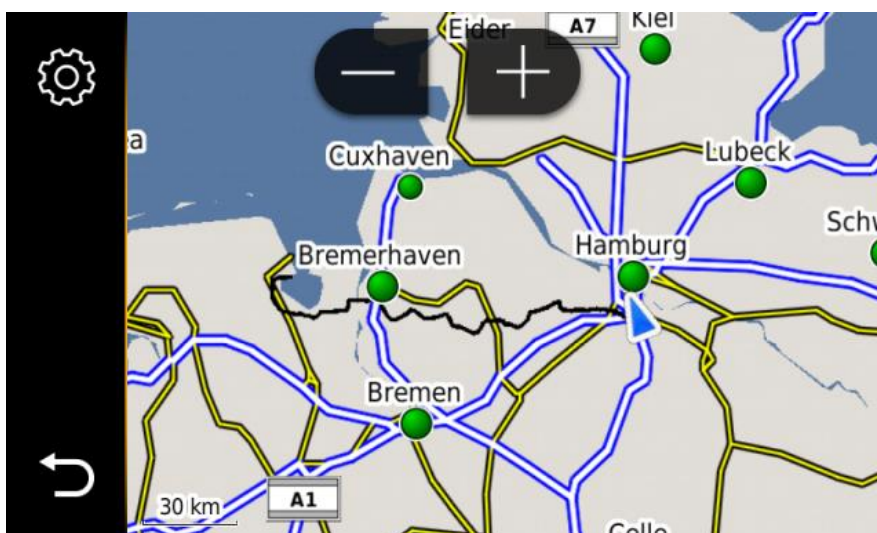 Kiel
Eider
A7
a
Cuxhaven
Lubeck
Schw
Hamburg
Bremerhaven
Bremen
30 km
A1
Celle